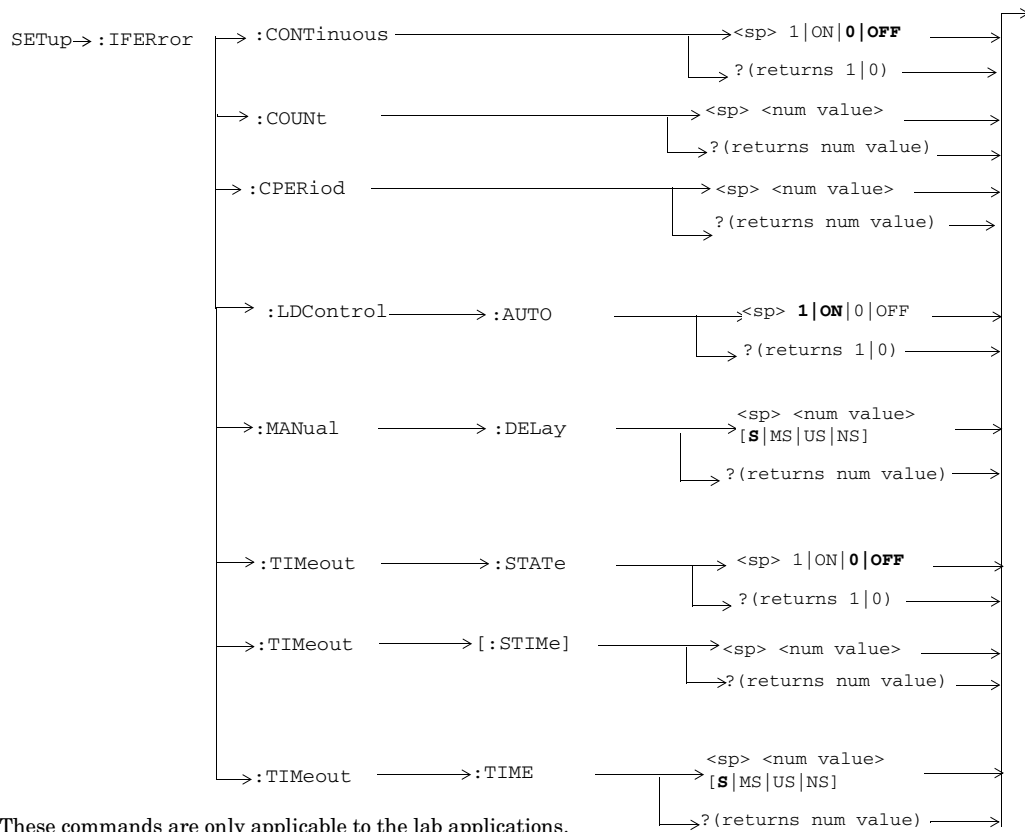 SETup :IFERror :CONTinuous <sp> 1|ON|0|OFF
?(returns 1|0)
:COUNt <sp> <num value>
?(returns num value)
:CPERiod <sp> <num value>
?(returns num value)
:LDControl :AUTO <sp> 1|ON|0|OFF
?(returns 1|0)
:MANual :DELay <sp> <num value>
[S|MS|US|NS]
?(returns num value)
:TIMeout :STATe <sp> 1|ON|0|OFF
?(returns 1|0)
:TIMeout [:STIMe] <sp> <num value>
?(returns num value)
:TIMeout :TIME <sp> <num value>
[S|MS|US|NS]
?(returns num value)
These commands are only applicable to the lab applications.